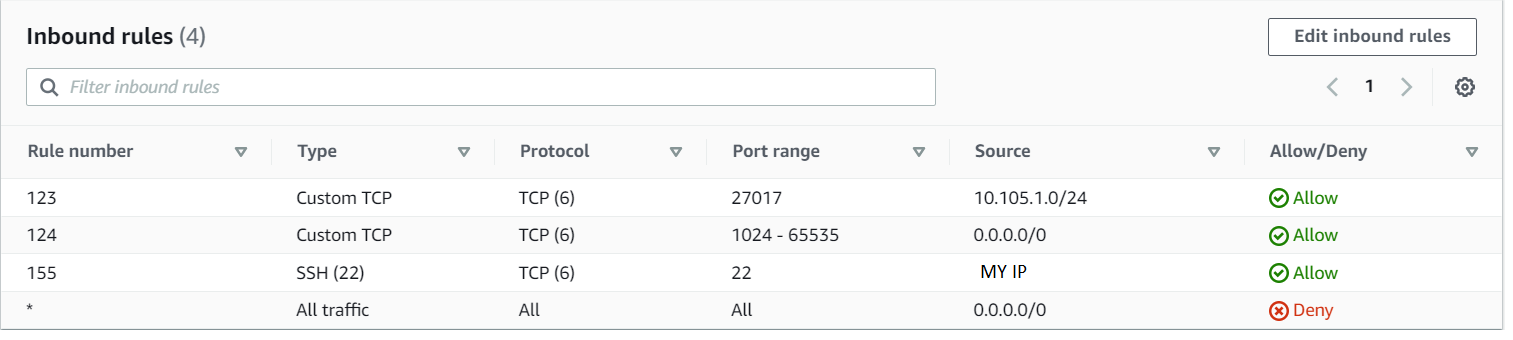 Inbound rules (4) Edit inbound rules
Filter inbound rules 1
Rule number Type Protocol Port range Source Allow/Deny
123 Custom TCP TCP (6) 27017 10.105.1.0/24 Allow
124 Custom TCP TCP (6) 1024 - 65535 0.0.0.0/0 Allow
155 SSH (22) TCP (6) 22 MY IP Allow
* All traffic All All 0.0.0.0/0 Deny